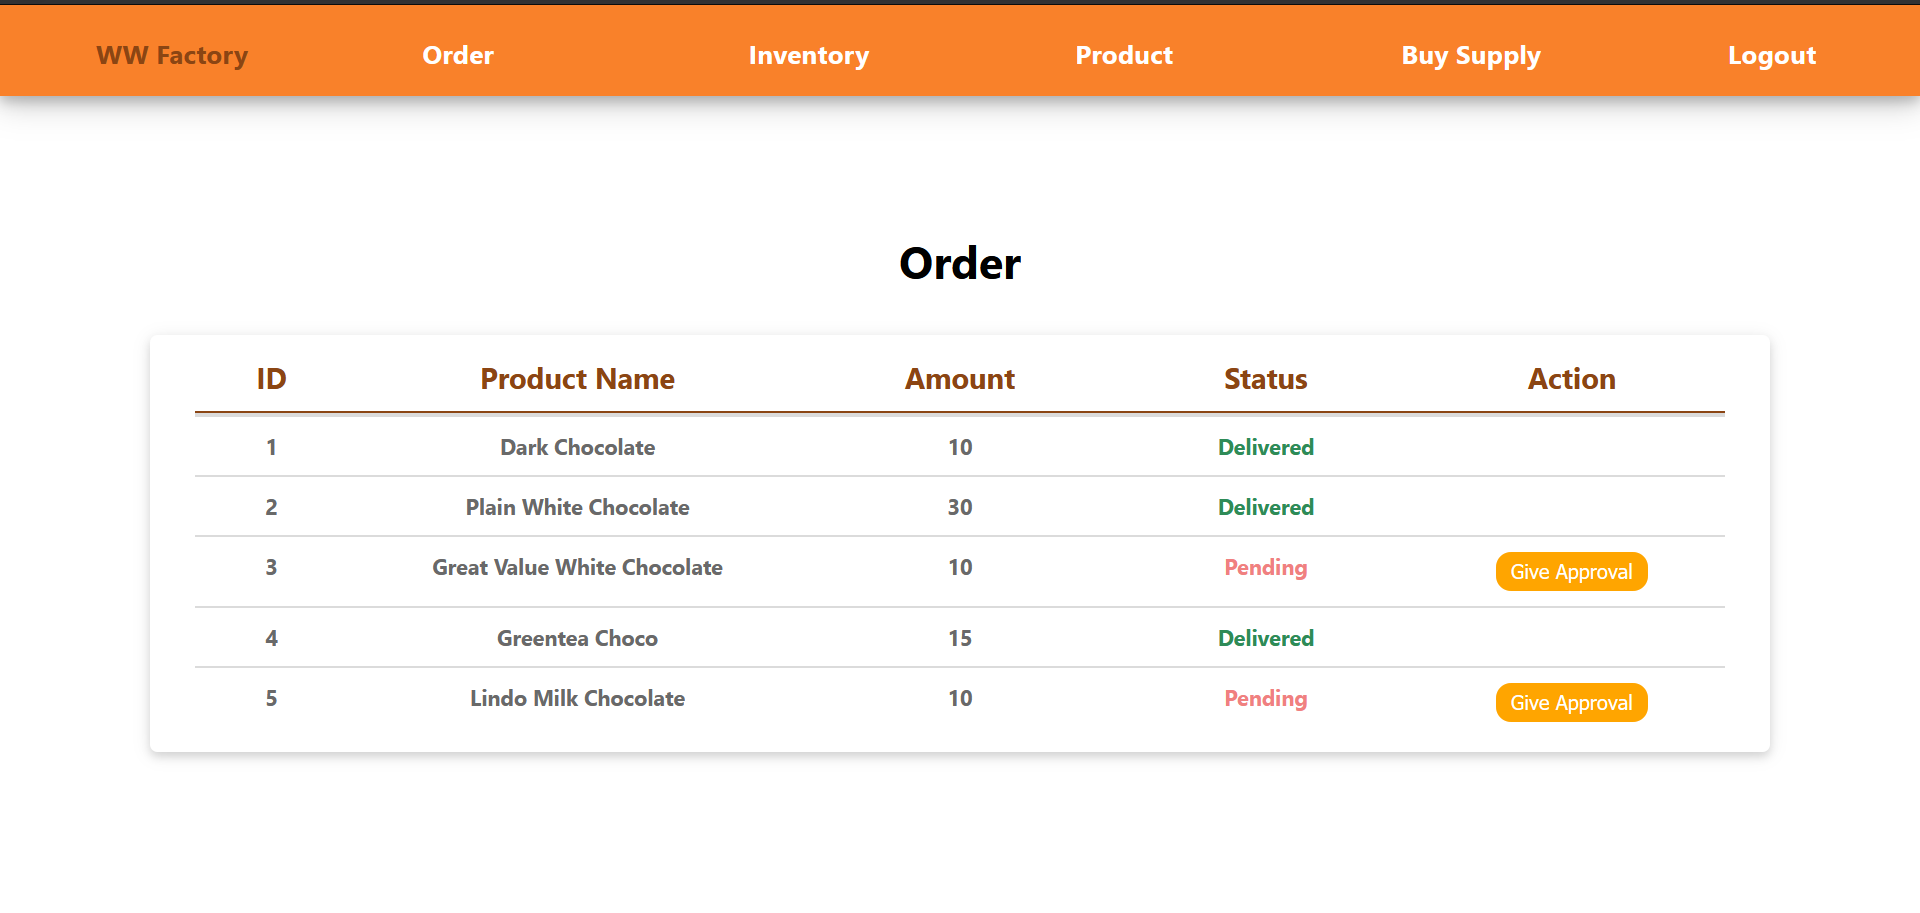 WW Factory Order Inventory Product Buy Supply Logout
Order
ID Product Name Amount Status Action
1 Dark Chocolate 10 Delivered
2 Plain White Chocolate 30 Delivered
3 Great Value White Chocolate 10 Pending Give Approval
4 Greentea Choco 15 Delivered
5 Lindo Milk Chocolate 10 Pending Give Approval